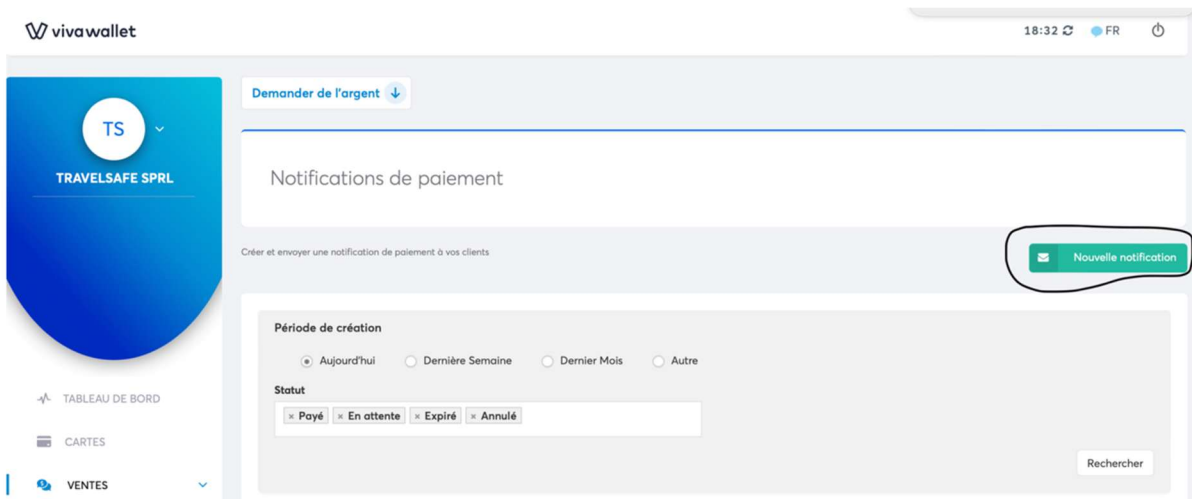 vivawallet
18:32 FR
Demander de l'argent
TS
TRAVELSAFE SPRL
Notifications de paiement
Créer et envoyer une notification de paiement à vos clients
Nouvelle notification
Période de création
Aujourd'hui Dernière Semaine Dernier Mois Autre
Statut
× Payé × En attente × Expiré × Annulé
TABLEAU DE BORD
CARTES
Rechercher
VENTES